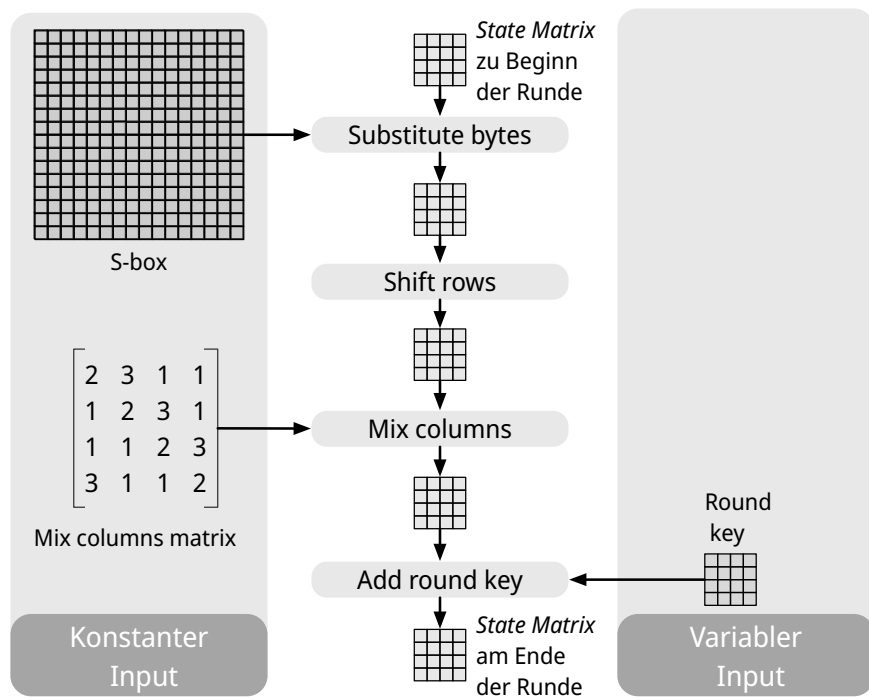 State Matrix
zu Beginn
der Runde
Substitute bytes
S-box
Shift rows
2 3 1 1
1 2 3 1
1 1 2 3
3 1 1 2
Mix columns
Mix columns matrix
Round
key
Add round key
State Matrix
am Ende
der Runde
Konstanter
Input
Variabler
Input